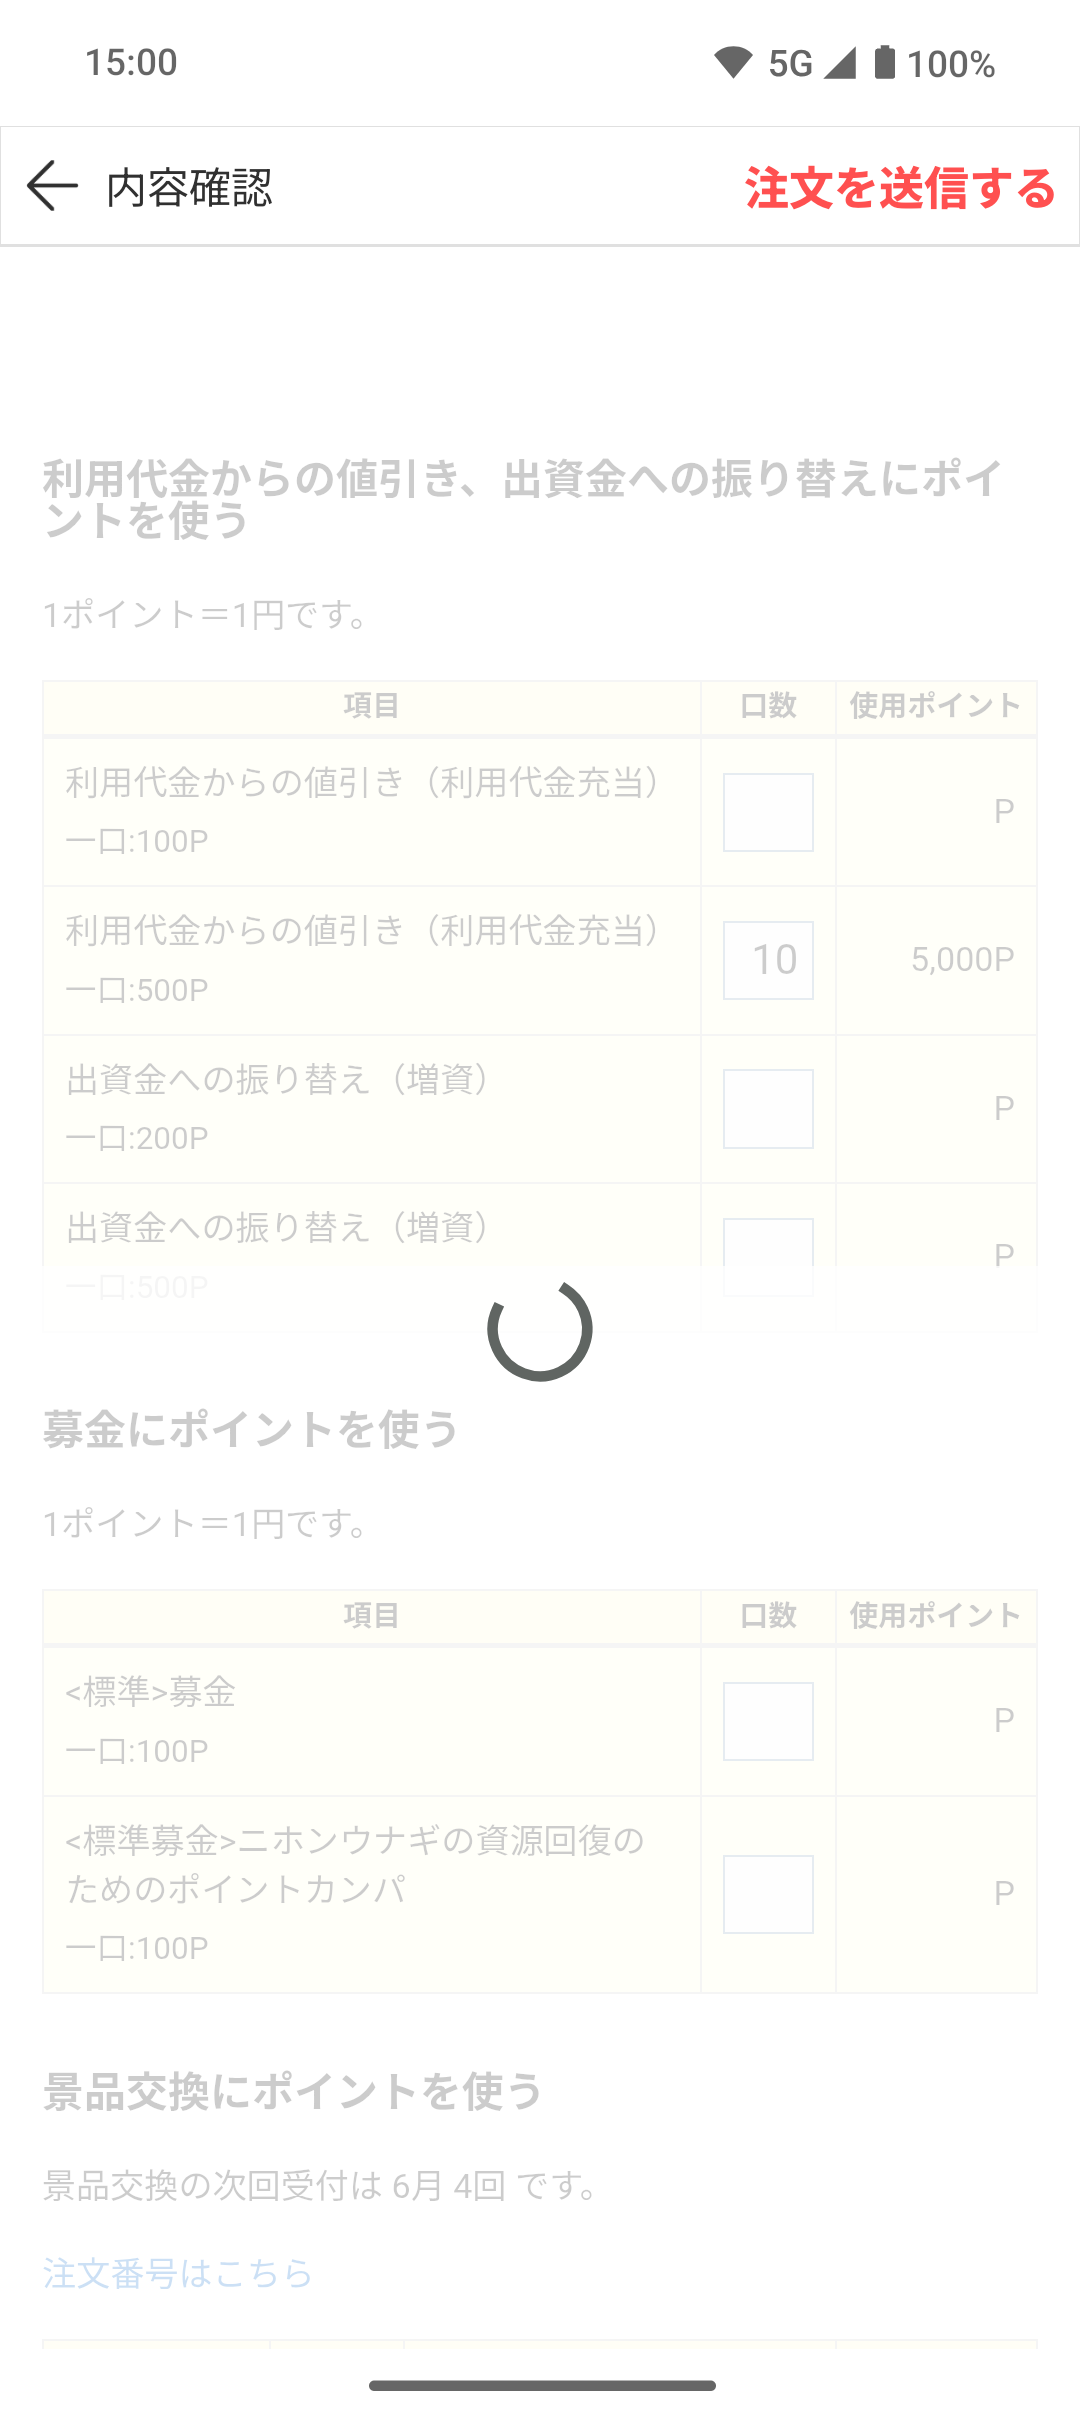 15:00
5G 100%
内容確認
注文を送信する
利用代金からの値引き、出資金への振り替えにポイ
ントを使う
1ポイント＝1円です。
項目 口数 使用ポイント
利用代金からの値引き（利用代金充当）
一口:100P
P
利用代金からの値引き（利用代金充当）
一口:500P
10
5,000P
出資金への振り替え（増資）
一口:200P
P
出資金への振り替え（増資）
一口:500P
P
募金にポイントを使う
1ポイント＝1円です。
項目 口数 使用ポイント
<標準>募金
一口:100P
P
<標準募金>ニホンウナギの資源回復の
ためのポイントカンパ
一口:100P
P
景品交換にポイントを使う
景品交換の次回受付は 6月 4回 です。
注文番号はこちら